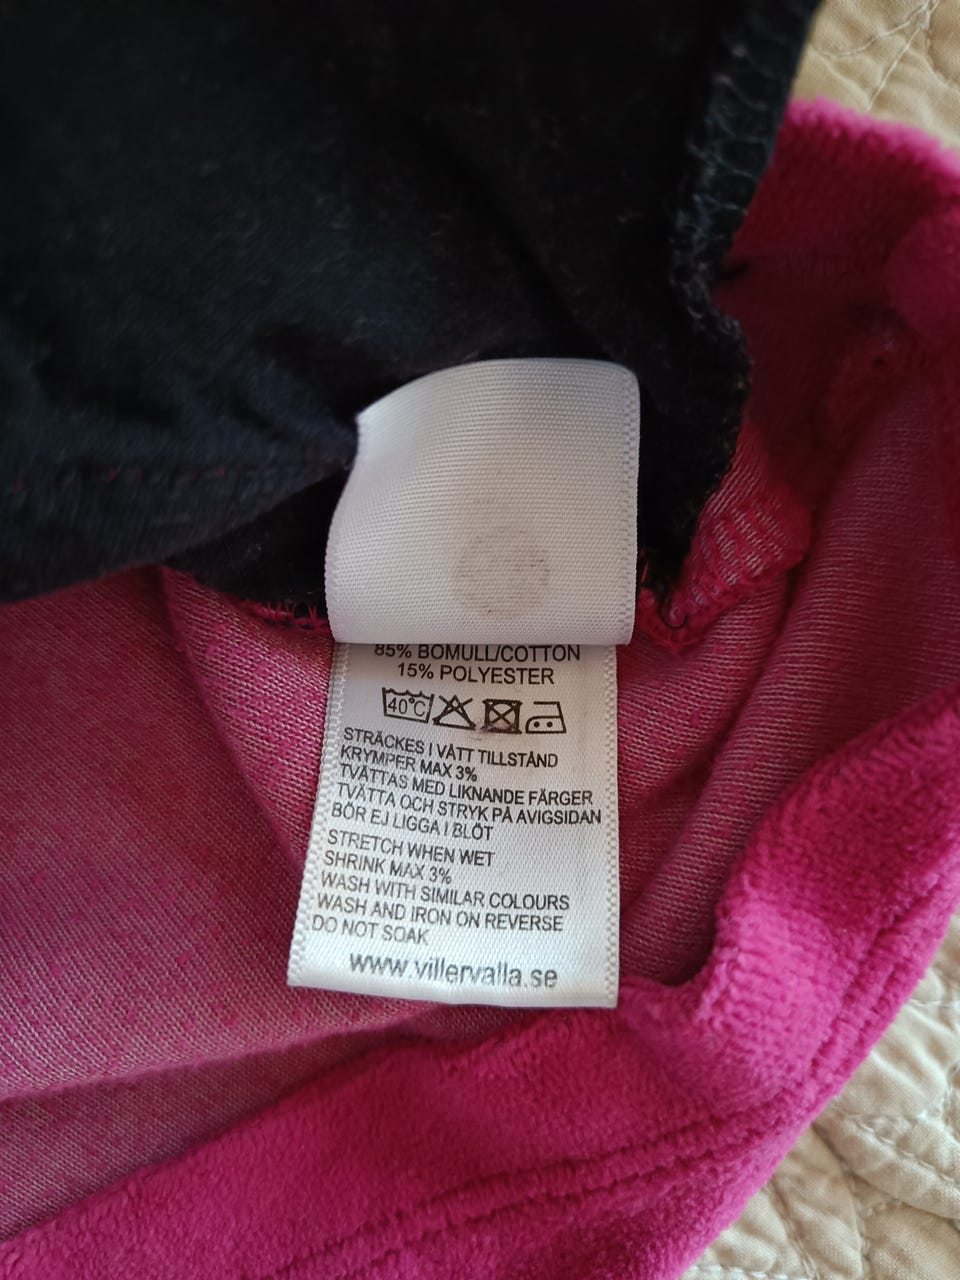 85% BOMULL/COTTON
15% POLYESTER
40°C
STRÄCKES I VÅTT TILLSTÅND
KRYMPER MAX 3%
TVÄTTAS MED LIKNANDE FÄRGER
TVÄTTA OCH STRYK PÅ AVIGSIDAN
BÖR EJ LIGGA I BLÖT
STRETCH WHEN WET
SHRINK MAX 3%
WASH WITH SIMILAR COLOURS
WASH AND IRON ON REVERSE
DO NOT SOAK
www.villervalla.se